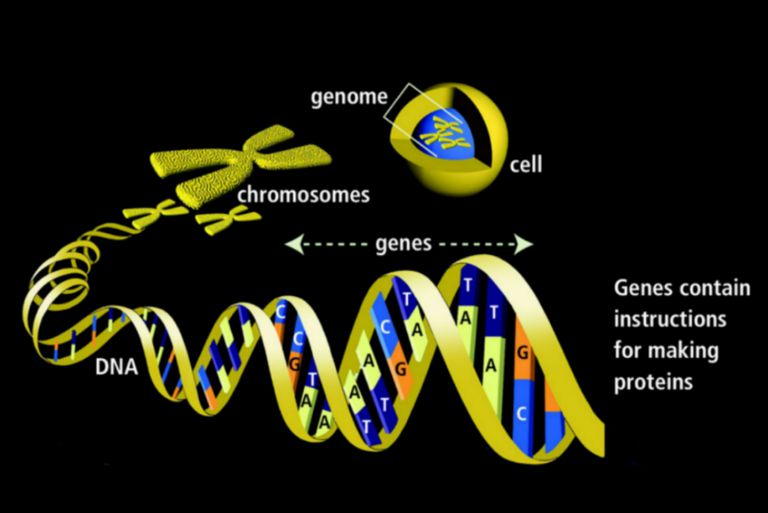 genome
cell
chromosomes
genes
Genes contain
instructions
for making
proteins
DNA
C
C
G
T
A
A
A
A
T
C
G
T
A
T
A
T
A
G
C